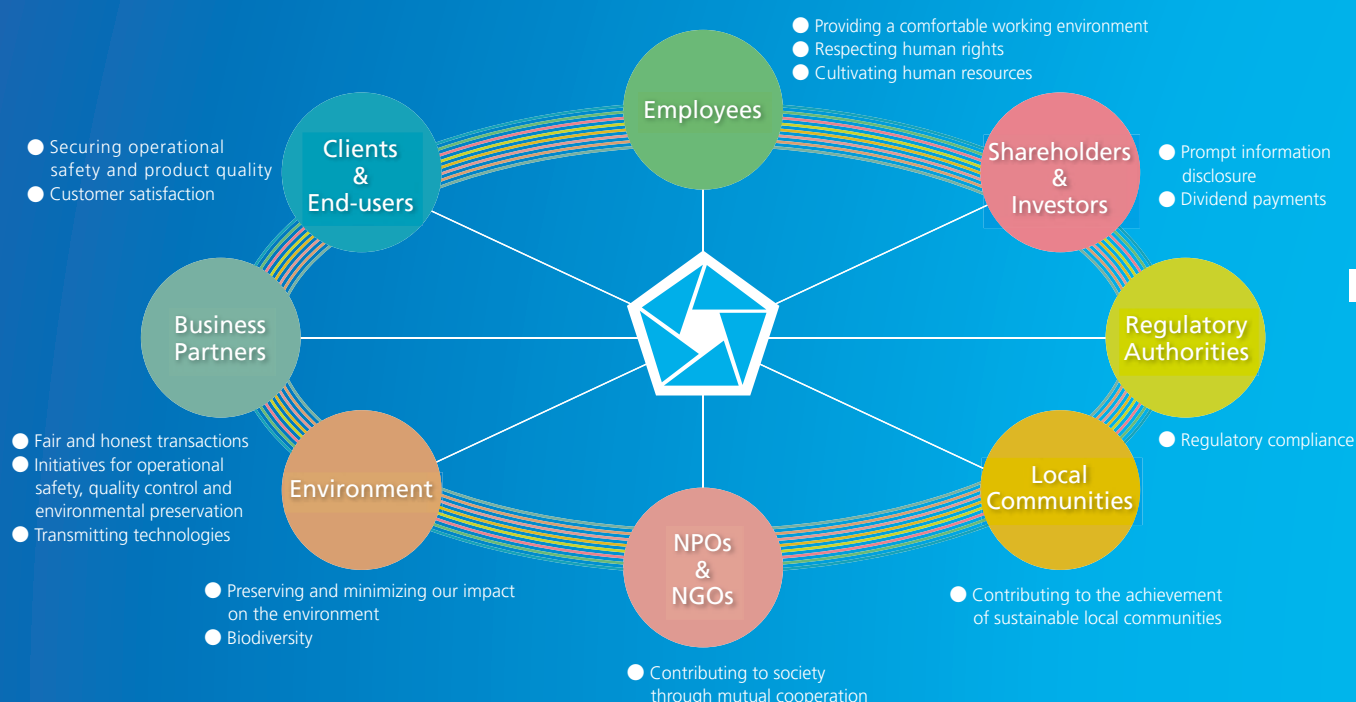 Employees
● Providing a comfortable working environment
● Respecting human rights
● Cultivating human resources
Shareholders
&
Investors
● Prompt information
disclosure
● Dividend payments
Regulatory
Authorities
● Regulatory compliance
Local
Communities
● Contributing to the achievement
of sustainable local communities
NPOs
&
NGOs
● Contributing to society
through mutual cooperation
Environment
● Preserving and minimizing our impact
on the environment
● Biodiversity
Business
Partners
● Fair and honest transactions
● Initiatives for operational
safety, quality control and
environmental preservation
● Transmitting technologies
Clients
&
End-users
● Securing operational
safety and product quality
● Customer satisfaction